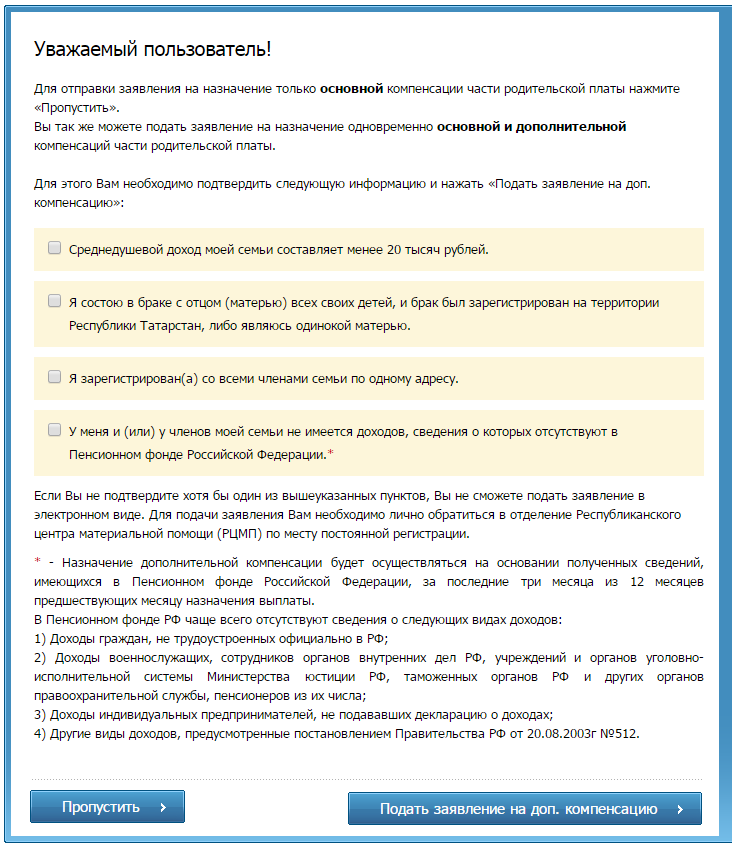 Уважаемый пользователь!
Для отправки заявления на назначение только основной компенсации части родительской платы нажмите
«Пропустить».
Вы так же можете подать заявление на назначение одновременно основной и дополнительной
компенсаций части родительской платы.
Для этого Вам необходимо подтвердить следующую информацию и нажать «Подать заявление на доп.
компенсацию»:
Среднедушевой доход моей семьи составляет менее 20 тысяч рублей.
Я состою в браке с отцом (матерью) всех своих детей, и брак был зарегистрирован на территории
Республики Татарстан, либо являюсь одинокой матерью.
Я зарегистрирован(а) со всеми членами семьи по одному адресу.
У меня и (или) у членов моей семьи не имеется доходов, сведения о которых отсутствуют в
Пенсионном фонде Российской Федерации.*
Если Вы не подтвердите хотя бы один из вышеуказанных пунктов, Вы не сможете подать заявление в
электронном виде. Для подачи заявления Вам необходимо лично обратиться в отделение Республиканского
центра материальной помощи (РЦМП) по месту постоянной регистрации.
* - Назначение дополнительной компенсации будет осуществляться на основании полученных сведений,
имеющихся в Пенсионном фонде Российской Федерации, за последние три месяца из 12 месяцев
предшествующих месяцу назначения выплаты.
В Пенсионном фонде РФ чаще всего отсутствуют сведения о следующих видах доходов:
1) Доходы граждан, не трудоустроенных официально в РФ;
2) Доходы военнослужащих, сотрудников органов внутренних дел РФ, учреждений и органов уголовно-
исполнительной системы Министерства юстиции РФ, таможенных органов РФ и других органов
правоохранительной службы, пенсионеров из их числа;
3) Доходы индивидуальных предпринимателей, не подававших декларацию о доходах;
4) Другие виды доходов, предусмотренные постановлением Правительства РФ от 20.08.2003г №512.
Пропустить
Подать заявление на доп. компенсацию